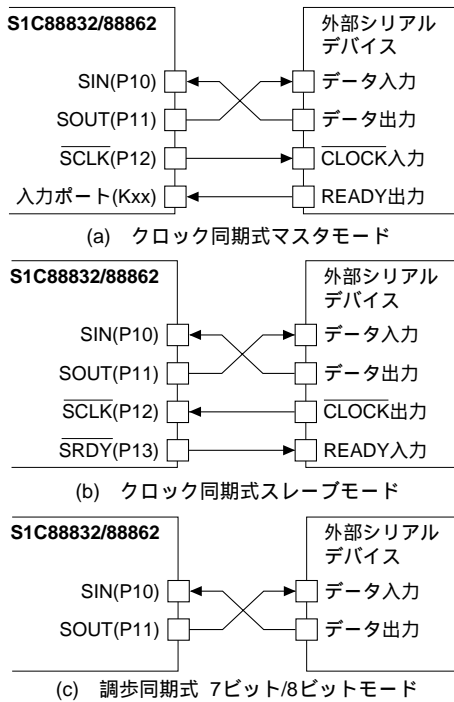 S1C88832/88862
外部シリアル
デバイス
SIN(P10)
データ入力
SOUT(P11)
データ出力
SCLK(P12)
CLOCK入力
入力ポート(Kxx)
READY出力
(a) クロック同期式マスタモード
S1C88832/88862
外部シリアル
デバイス
SIN(P10)
データ入力
SOUT(P11)
データ出力
SCLK(P12)
CLOCK出力
SRDY(P13)
READY入力
(b) クロック同期式スレーブモード
S1C88832/88862
外部シリアル
デバイス
SIN(P10)
データ入力
SOUT(P11)
データ出力
(c) 調歩同期式 7ビット/8ビットモード